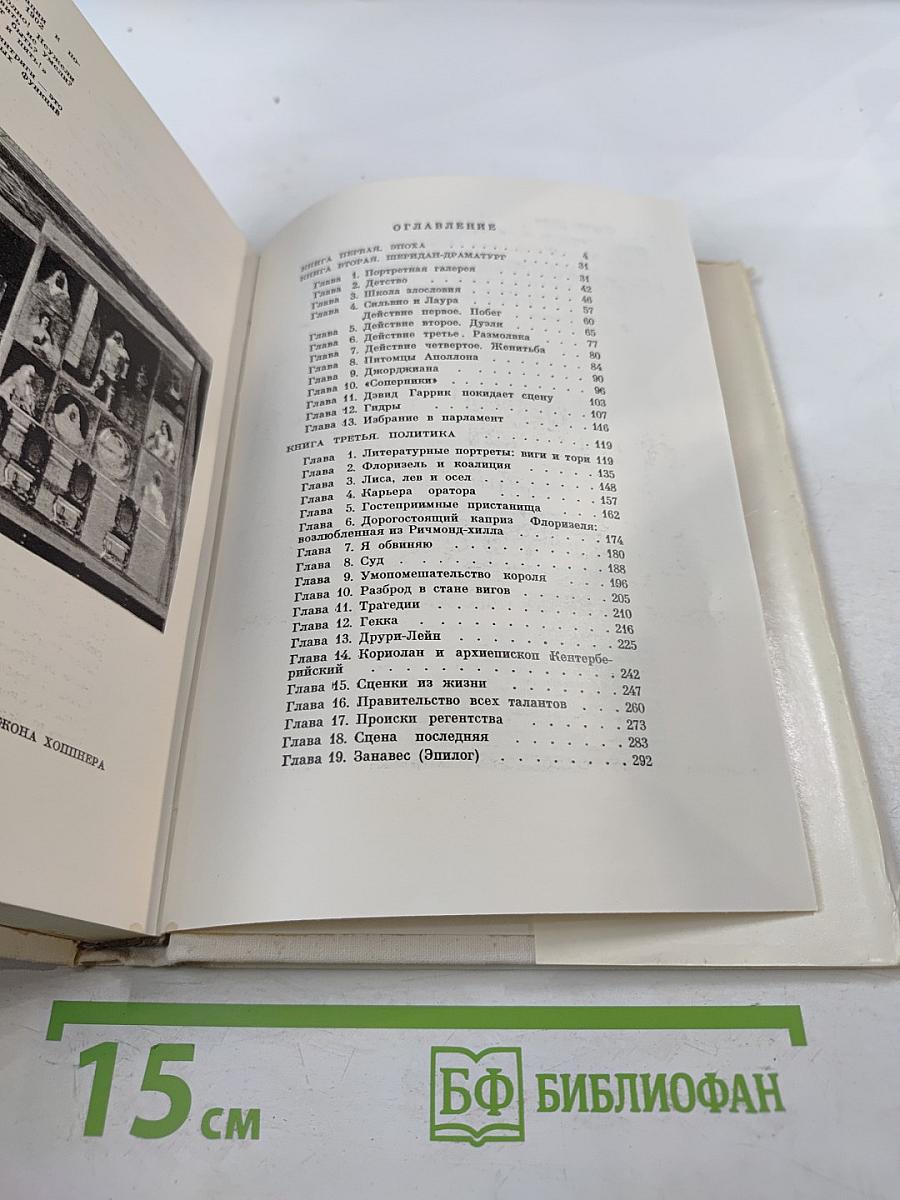 Неужели
умели?
пить!»
— это
функция
ХОППНЕРА
ОГЛАВЛЕНИЕ
КНИГА ПЕРВАЯ. ЭПОХА . . . . . . . . 4
КНИГА ВТОРАЯ. ШЕРИДАН-ДРАМАТУРГ . . . . 31
Глава 1. Портретная галерея . . . . . . 31
Глава 2. Детство . . . . . . . . 42
Глава 3. Школа злословия . . . . . . 46
Глава 4. Сильвио и Лаура . . . . . . 57
Действие первое. Побег . . . . . 60
Глава 5. Действие второе. Дуэли . . . . 65
Глава 6. Действие третье. Размолвка . . . 77
Глава 7. Действие четвертое. Женитьба . . 80
Глава 8. Питомцы Аполлона . . . . . . 84
Глава 9. Джорджиана . . . . . . . 90
Глава 10. «Соперники» . . . . . . . 96
Глава 11. Дэвид Гаррик покидает сцену . . 103
Глава 12. Гидры . . . . . . . . 107
Глава 13. Избрание в парламент . . . . 116
КНИГА ТРЕТЬЯ. ПОЛИТИКА . . . . . . 119
Глава 1. Литературные портреты: виги и тори 119
Глава 2. Флоризель и коалиция . . . . 135
Глава 3. Лиса, лев и осел . . . . . . 148
Глава 4. Карьера оратора . . . . . . 157
Глава 5. Гостеприимные пристанища . . . 162
Глава 6. Дорогостоящий каприз Флоризеля:
возлюбленная из Ричмонд-хилла . . . . . 174
Глава 7. Я обвиняю . . . . . . . . 180
Глава 8. Суд . . . . . . . . . 188
Глава 9. Умопомешательство короля . . . 196
Глава 10. Разброд в стане вигов . . . . 205
Глава 11. Трагедии . . . . . . . . 210
Глава 12. Гекка . . . . . . . . . 216
Глава 13. Друри-Лейн . . . . . . . 225
Глава 14. Кориолан и архиепископ Кентербе-
рийский . . . . . . . . . . 242
Глава 15. Сценки из жизни . . . . . 247
Глава 16. Правительство всех талантов . . . 260
Глава 17. Происки регентства . . . . . 273
Глава 18. Сцена последняя . . . . . . 283
Глава 19. Занавес (Эпилог) . . . . . . 292
15 см
БФ БИБЛИОФАН